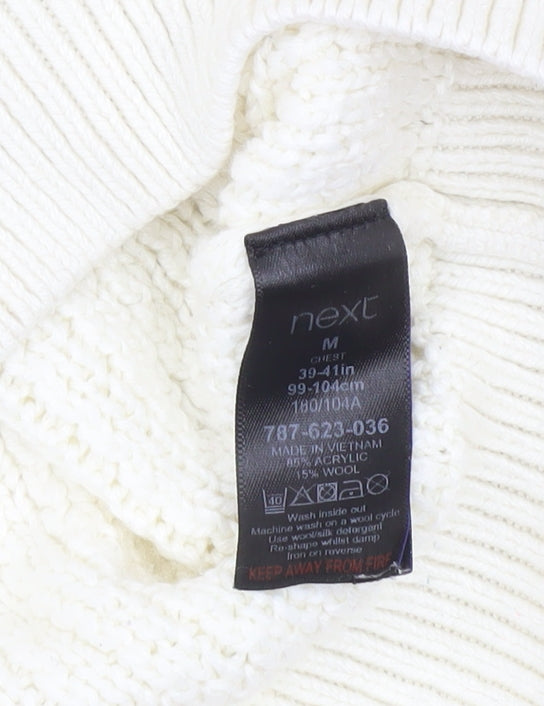 next
M
CHEST
39-41in
99-104cm
180/104A
787-623-036
MADE IN VIETNAM
85% ACRYLIC
15% WOOL
40
Wash inside out
Machine wash on a wool cycle
Use wool/silk detergent
Re-shape whilst damp
Iron on reverse
KEEP AWAY FROM FIRE